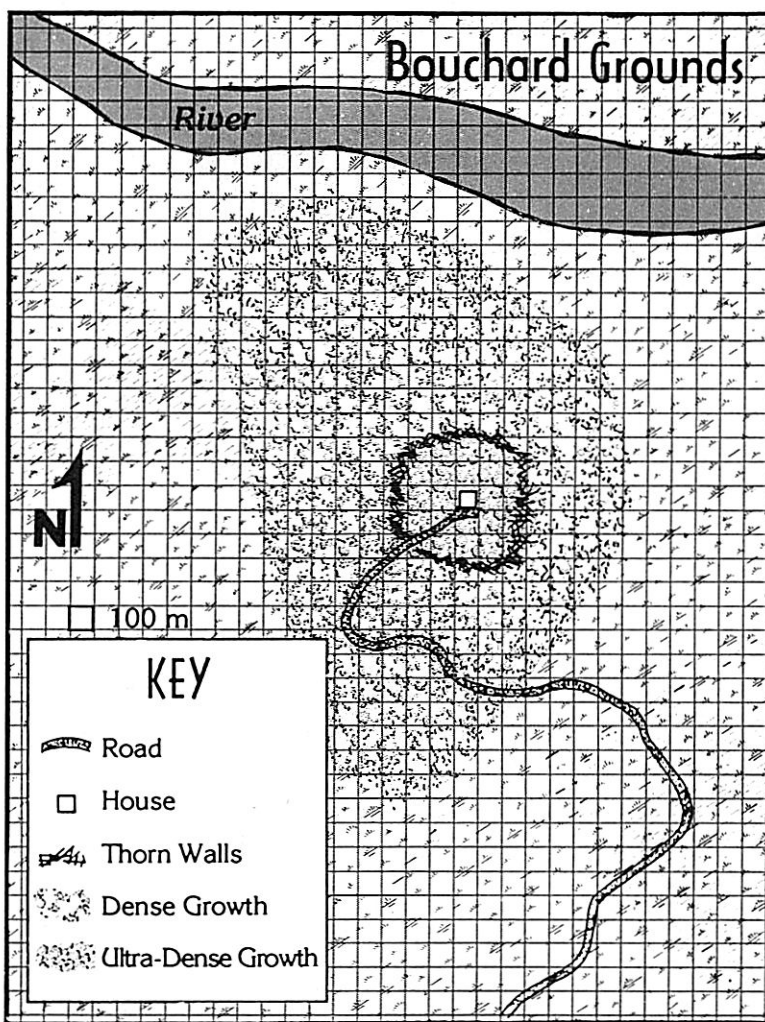 Bouchard Grounds
River
N
100 m
KEY
Road
House
Thorn Walls
Dense Growth
Ultra-Dense Growth